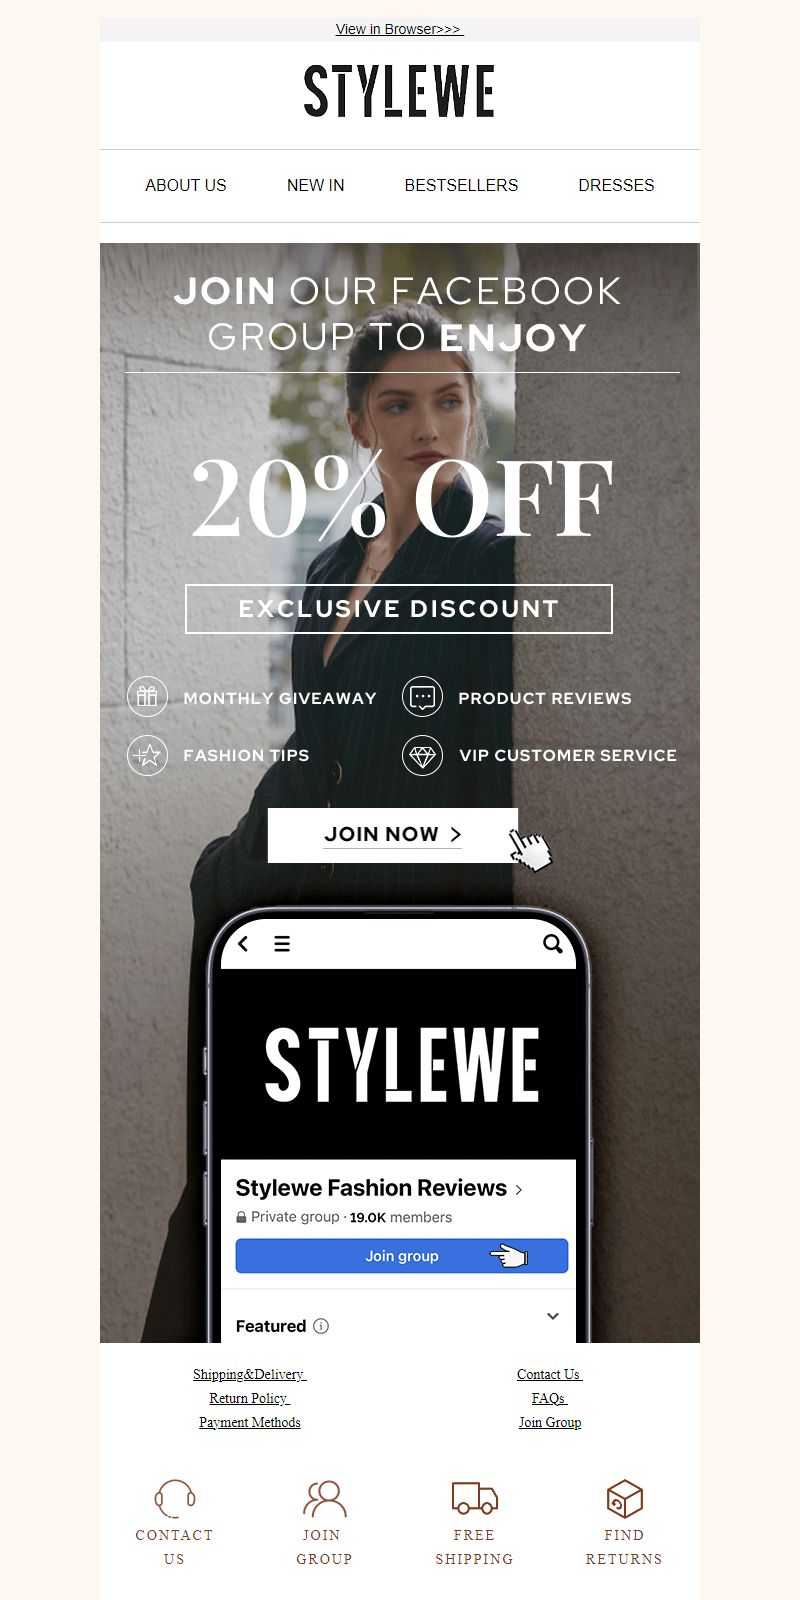 View in Browser>>>
STYLEWE
ABOUT US NEW IN BESTSELLERS DRESSES
JOIN OUR FACEBOOK
GROUP TO ENJOY
20% OFF
EXCLUSIVE DISCOUNT
MONTHLY GIVEAWAY PRODUCT REVIEWS
FASHION TIPS VIP CUSTOMER SERVICE
JOIN NOW >
STYLEWE
Stylewe Fashion Reviews >
Private group · 19.0K members
Join group
Featured
Shipping&Delivery Contact Us
Return Policy FAQs
Payment Methods Join Group
CONTACT US
JOIN GROUP
FREE SHIPPING
FIND RETURNS